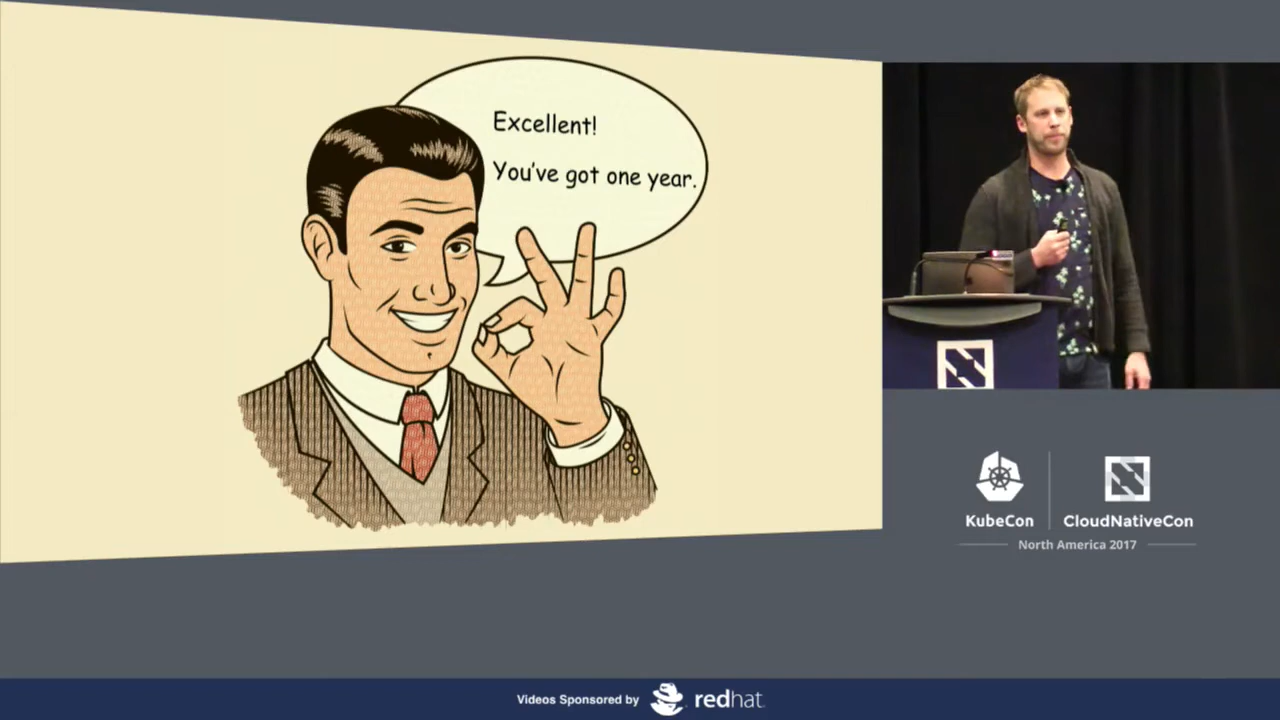 Excellent!
You've got one year.
KubeCon
CloudNativeCon
North America 2017
Videos Sponsored by
redhat.